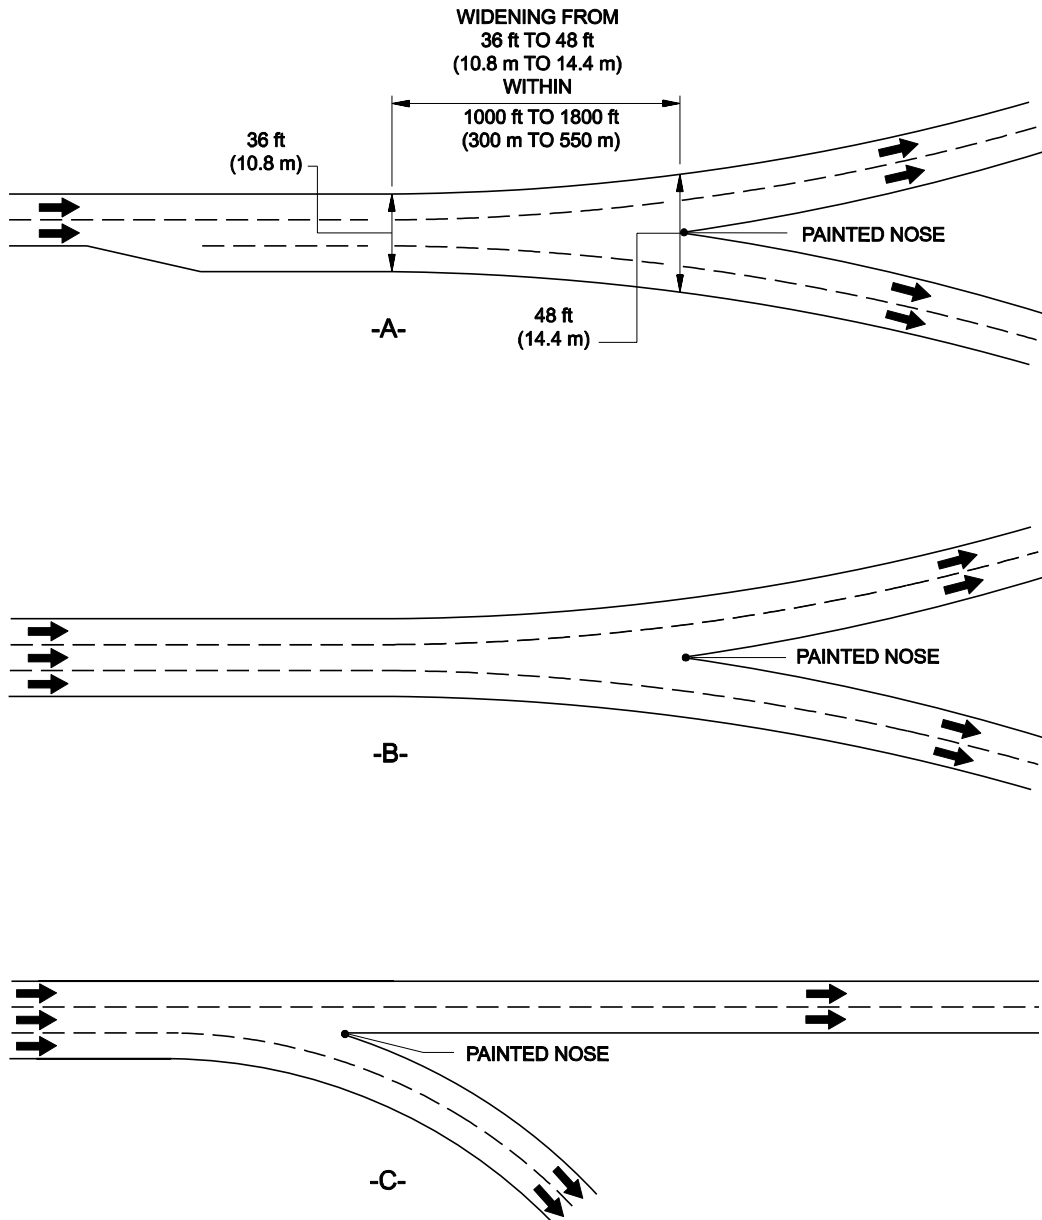 WIDENING FROM
36 ft TO 48 ft
(10.8 m TO 14.4 m)
WITHIN
1000 ft TO 1800 ft
(300 m TO 550 m)
36 ft
(10.8 m)
PAINTED NOSE
48 ft
(14.4 m)
-A-
PAINTED NOSE
-B-
PAINTED NOSE
-C-